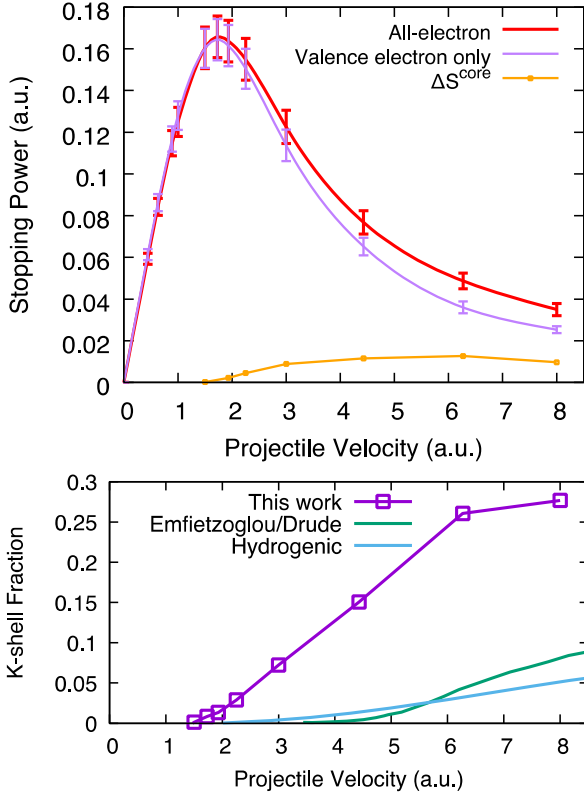 0.18
0.16
0.14
0.12
0.1
0.08
0.06
0.04
0.02
0
Stopping Power (a.u.)
All-electron
Valence electron only
ΔS^core
0 1 2 3 4 5 6 7 8
Projectile Velocity (a.u.)
0.3
0.25
0.2
0.15
0.1
0.05
0
K-shell Fraction
This work
Emfietzoglou/Drude
Hydrogenic
0 1 2 3 4 5 6 7 8
Projectile Velocity (a.u.)